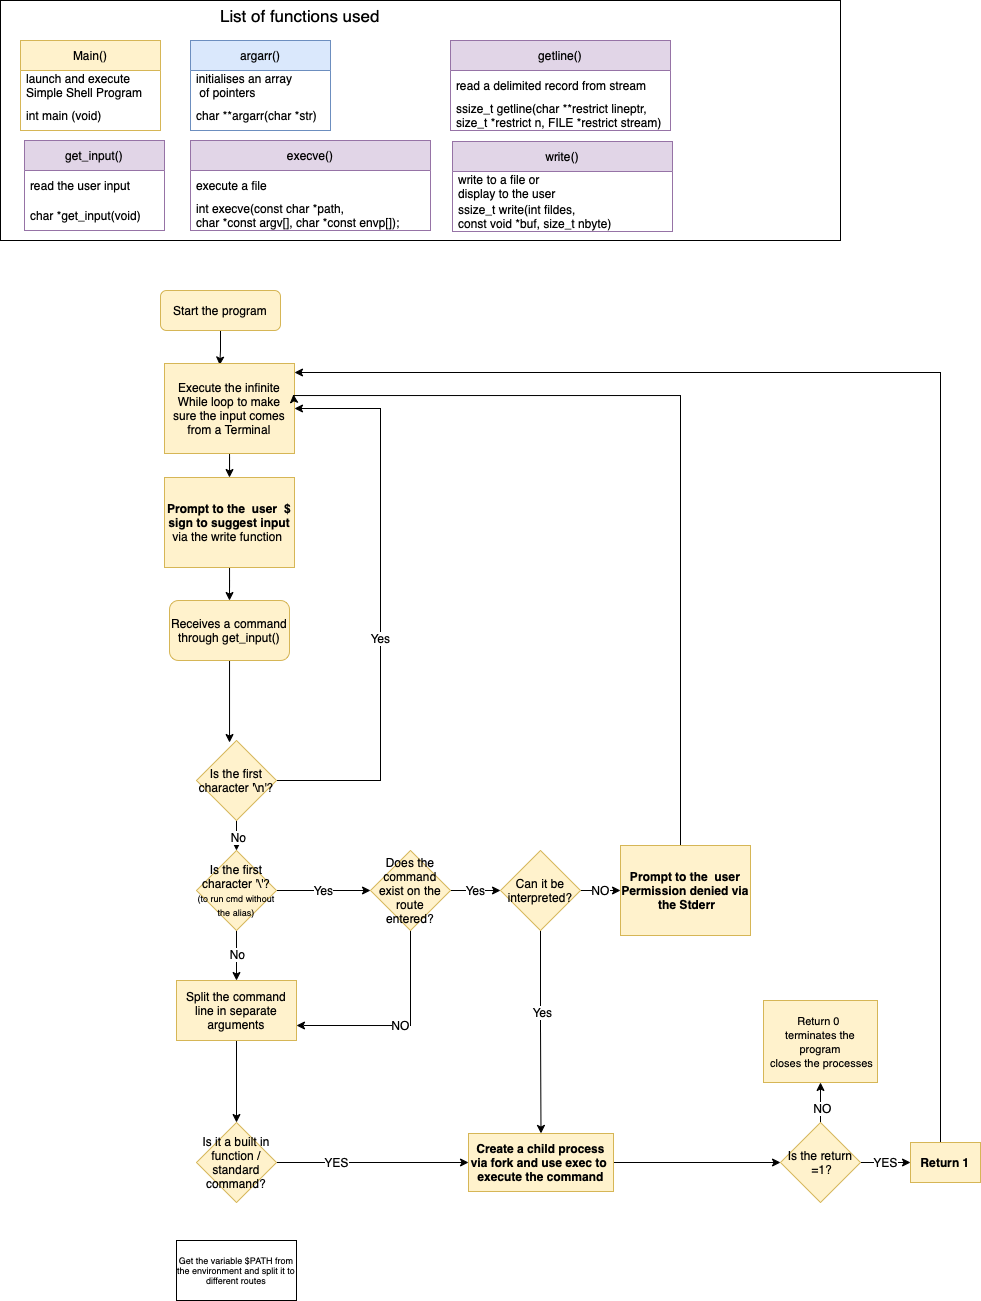 List of functions used
Main()
launch and execute
Simple Shell Program
int main (void)
argarr()
initialises an array
of pointers
char **argarr(char *str)
getline()
read a delimited record from stream
ssize_t getline(char **restrict lineptr,
size_t *restrict n, FILE *restrict stream)
get_input()
read the user input
char *get_input(void)
execve()
execute a file
int execve(const char *path,
char *const argv[], char *const envp[]);
write()
write to a file or
display to the user
ssize_t write(int fildes,
const void *buf, size_t nbyte)
Start the program
Execute the infinite
While loop to make
sure the input comes
from a Terminal
Prompt to the user $
sign to suggest input
via the write function
Receives a command
through get_input()
Yes
Is the first
character '\n'?
No
Is the first
character '\'?
(to run cmd without
the alias)
Yes
Does the
command
exist on the
route
entered?
Yes
Can it be
interpreted?
NO
Prompt to the user
Permission denied via
the Stderr
No
Split the command
line in separate
arguments
NO
Yes
Return 0
terminates the
program
closes the processes
NO
Is it a built in
function /
standard
command?
YES
Create a child process
via fork and use exec to
execute the command
Is the return
=1?
YES
Return 1
Get the variable $PATH from
the environment and split it to
different routes